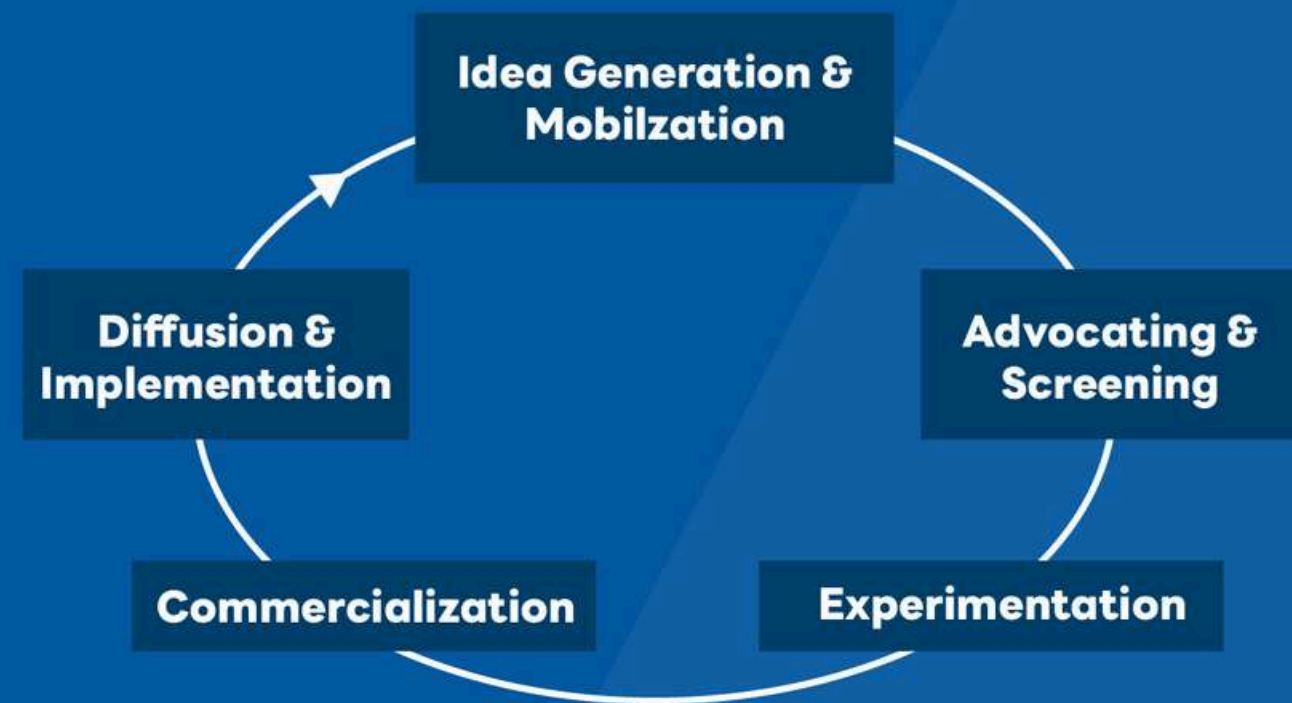 Idea Generation &
Mobilzation
Advocating &
Screening
Experimentation
Commercialization
Diffusion &
Implementation